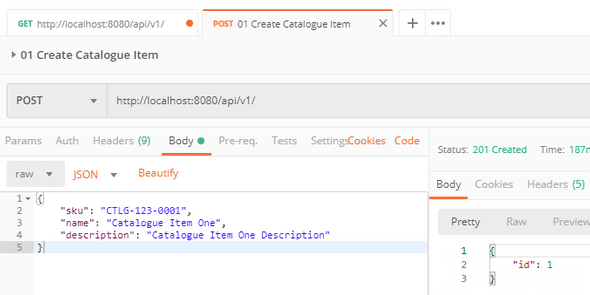 GET http://localhost:8080/api/v1/
POST 01 Create Catalogue Item
01 Create Catalogue Item
POST http://localhost:8080/api/v1/
Params Auth Headers (9) Body Pre-req. Tests Settings Cookies Code
raw JSON Beautify
1 {
2 "sku": "CTLG-123-0001",
3 "name": "Catalogue Item One",
4 "description": "Catalogue Item One Description"
5 }
Status: 201 Created Time: 187m
Body Cookies Headers (5)
Pretty Raw Preview
1 {
2 "id": 1
3 }